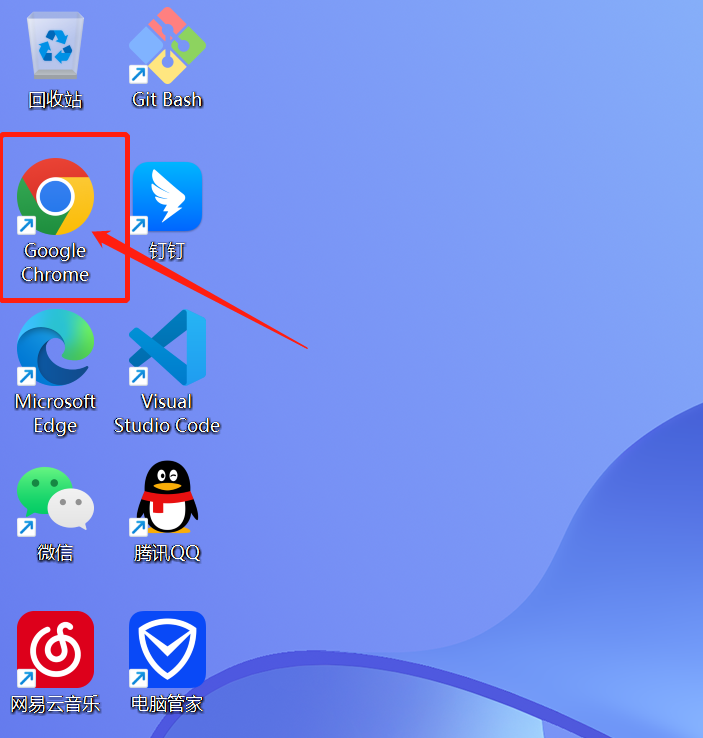 回收站
Git Bash
Google
Chrome
钉钉
Microsoft
Edge
Visual
Studio Code
微信
腾讯QQ
网易云音乐
电脑管家